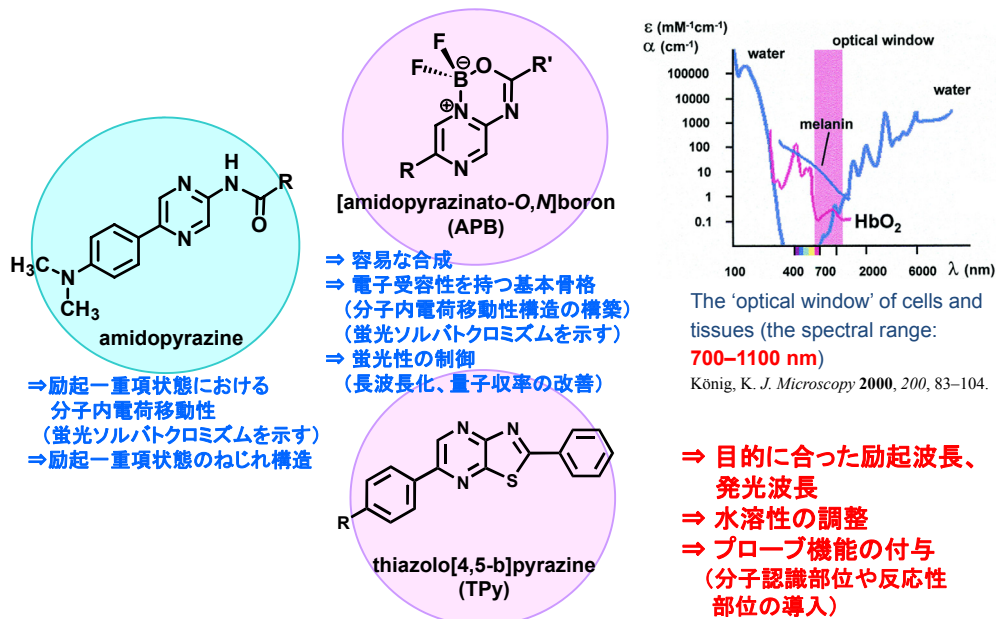 H
N
N
R
N
O
H₃C
N
CH₃
amidopyrazine
⇒励起一重項状態における
分子内電荷移動性
(蛍光ソルバトクロミズムを示す)
⇒励起一重項状態のねじれ構造
F
F
⊖
B
O
R'
⊕
N
N
R
N
[amidopyrazinato-O,N]boron
(APB)
⇒ 容易な合成
⇒ 電子受容性を持つ基本骨格
(分子内電荷移動性構造の構築)
(蛍光ソルバトクロミズムを示す)
⇒ 蛍光性の制御
(長波長化、量子収率の改善)
N
N
N
S
R
thiazolo[4,5-b]pyrazine
(TPy)
ε (mM⁻¹cm⁻¹)
α (cm⁻¹)
optical window
water
water
100000
10000
1000
100
10
1
0.1
melanin
HbO₂
100 400 700 2000 6000 λ (nm)
The ‘optical window’ of cells and
tissues (the spectral range:
700–1100 nm)
König, K. J. Microscopy 2000, 200, 83–104.
⇒ 目的に合った励起波長、
発光波長
⇒ 水溶性の調整
⇒ プローブ機能の付与
(分子認識部位や反応性
部位の導入)